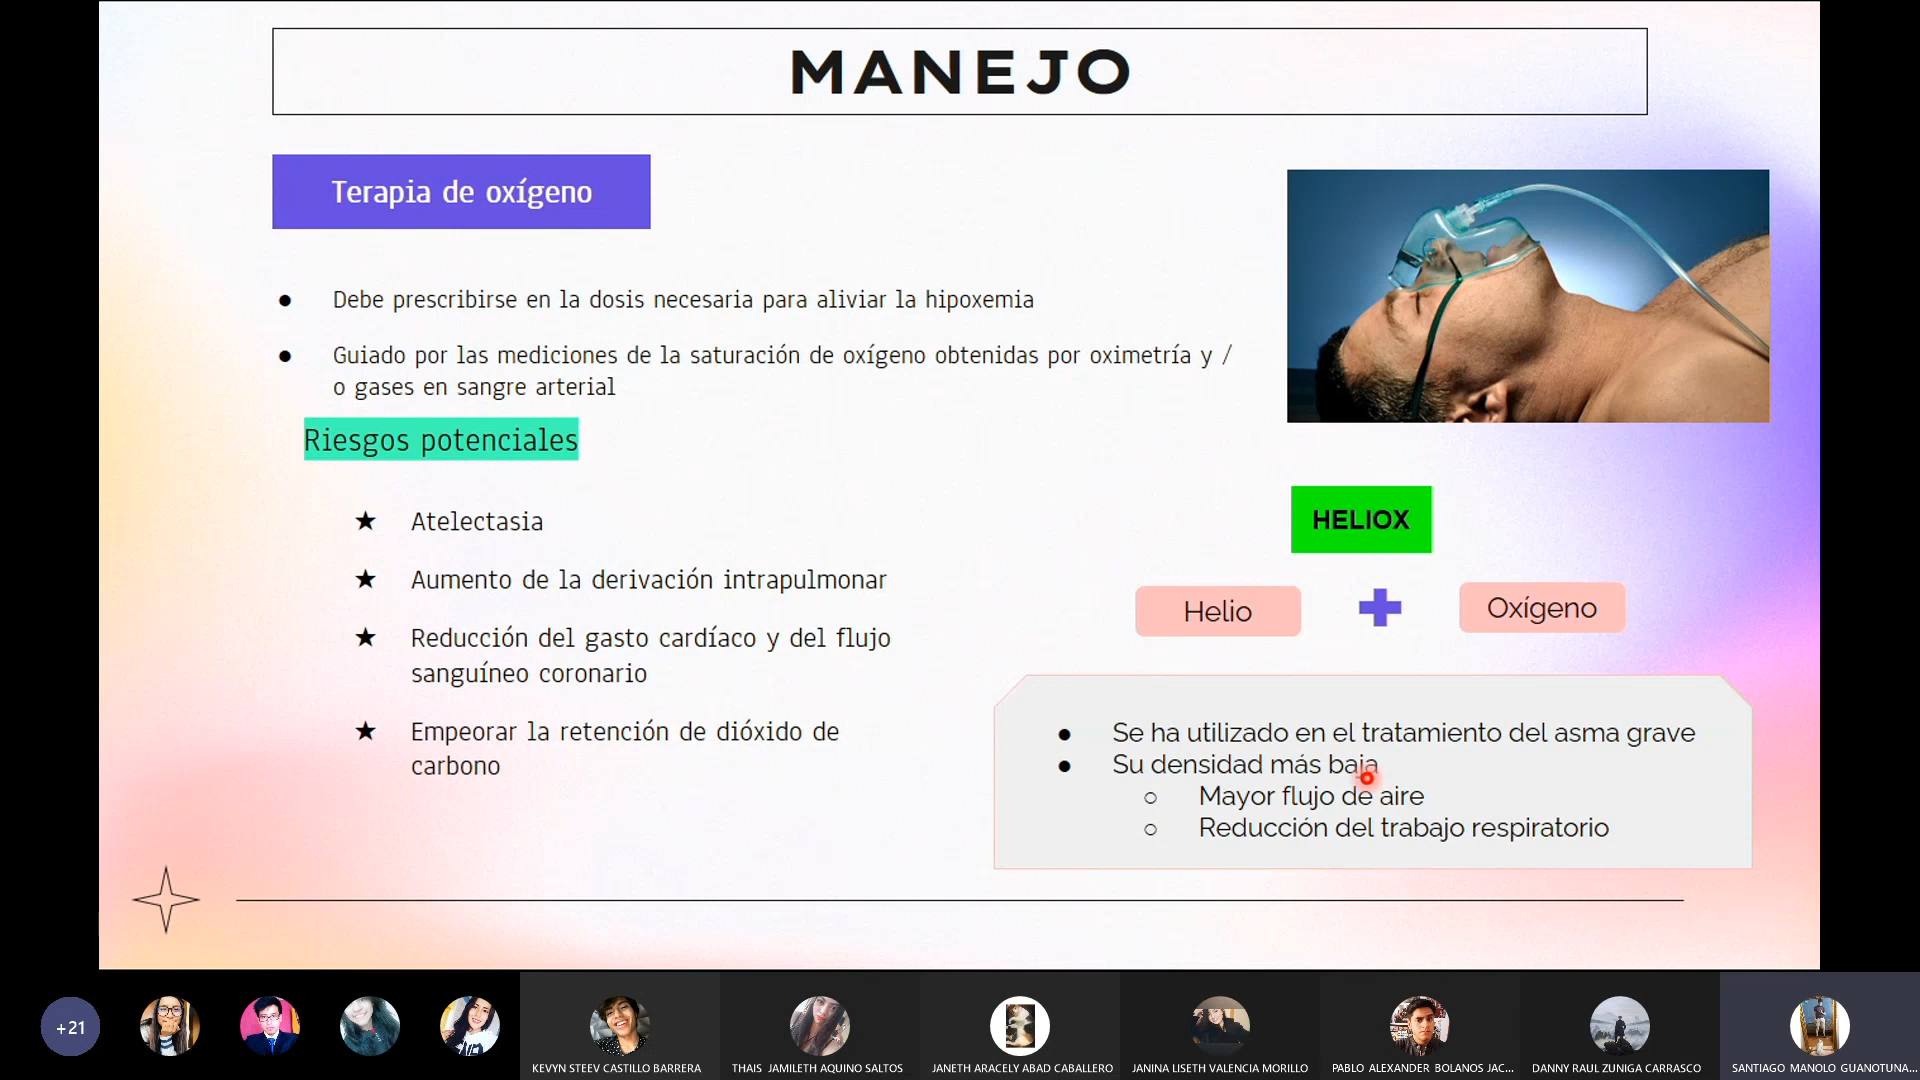 MANEJO
Terapia de oxígeno
● Debe prescribirse en la dosis necesaria para aliviar la hipoxemia
● Guiado por las mediciones de la saturación de oxígeno obtenidas por oximetría y /
o gases en sangre arterial
Riesgos potenciales
★ Atelectasia
★ Aumento de la derivación intrapulmonar
★ Reducción del gasto cardíaco y del flujo
sanguíneo coronario
★ Empeorar la retención de dióxido de
carbono
HELIOX
Helio
Oxígeno
● Se ha utilizado en el tratamiento del asma grave
● Su densidad más baja
○ Mayor flujo de aire
○ Reducción del trabajo respiratorio
+21
KEVYN STEEV CASTILLO BARRERA
THAIS JAMILETH AQUINO SALTOS
JANETH ARACELY ABAD CABALLERO
JANINA LISETH VALENCIA MORILLO
PABLO ALEXANDER BOLANOS JAC...
DANNY RAUL ZUNIGA CARRASCO
SANTIAGO MANOLO GUANOTUNA...